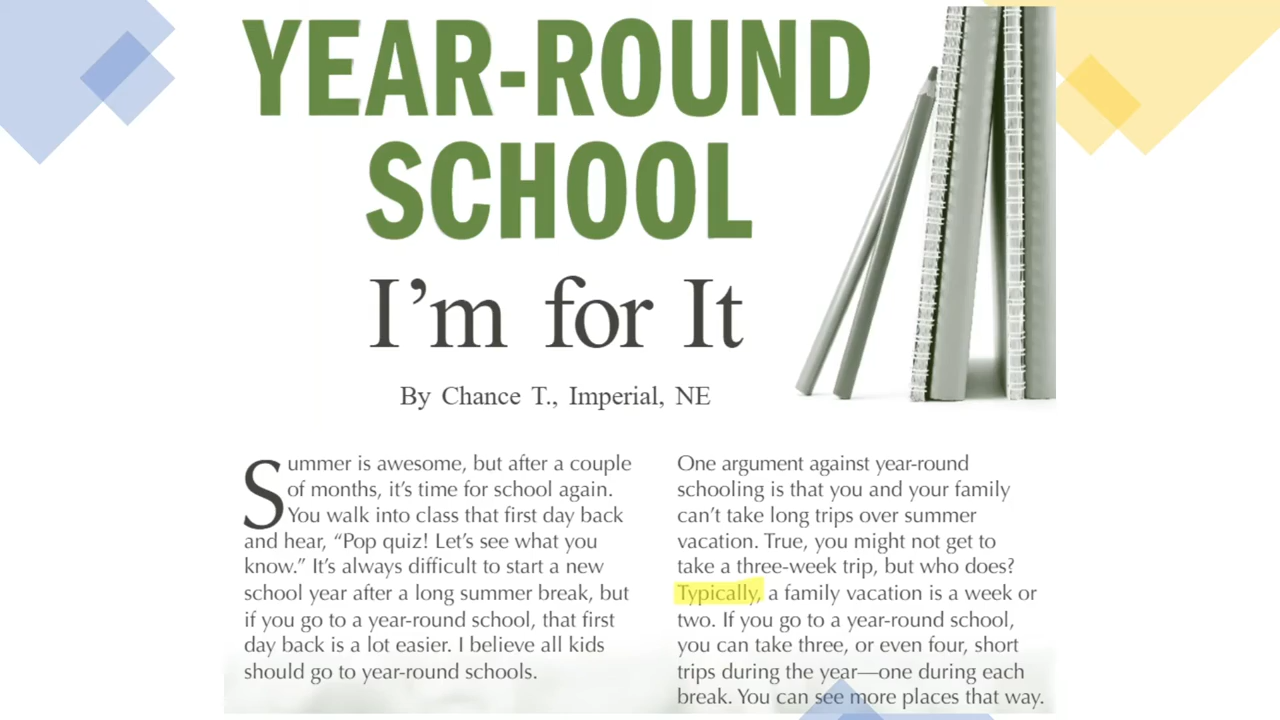 YEAR-ROUND
SCHOOL
I'm for It
By Chance T., Imperial, NE
Summer is awesome, but after a couple
of months, it's time for school again.
You walk into class that first day back
and hear, “Pop quiz! Let's see what you
know.” It's always difficult to start a new
school year after a long summer break, but
if you go to a year-round school, that first
day back is a lot easier. I believe all kids
should go to year-round schools.
One argument against year-round
schooling is that you and your family
can't take long trips over summer
vacation. True, you might not get to
take a three-week trip, but who does?
Typically, a family vacation is a week or
two. If you go to a year-round school,
you can take three, or even four, short
trips during the year—one during each
break. You can see more places that way.